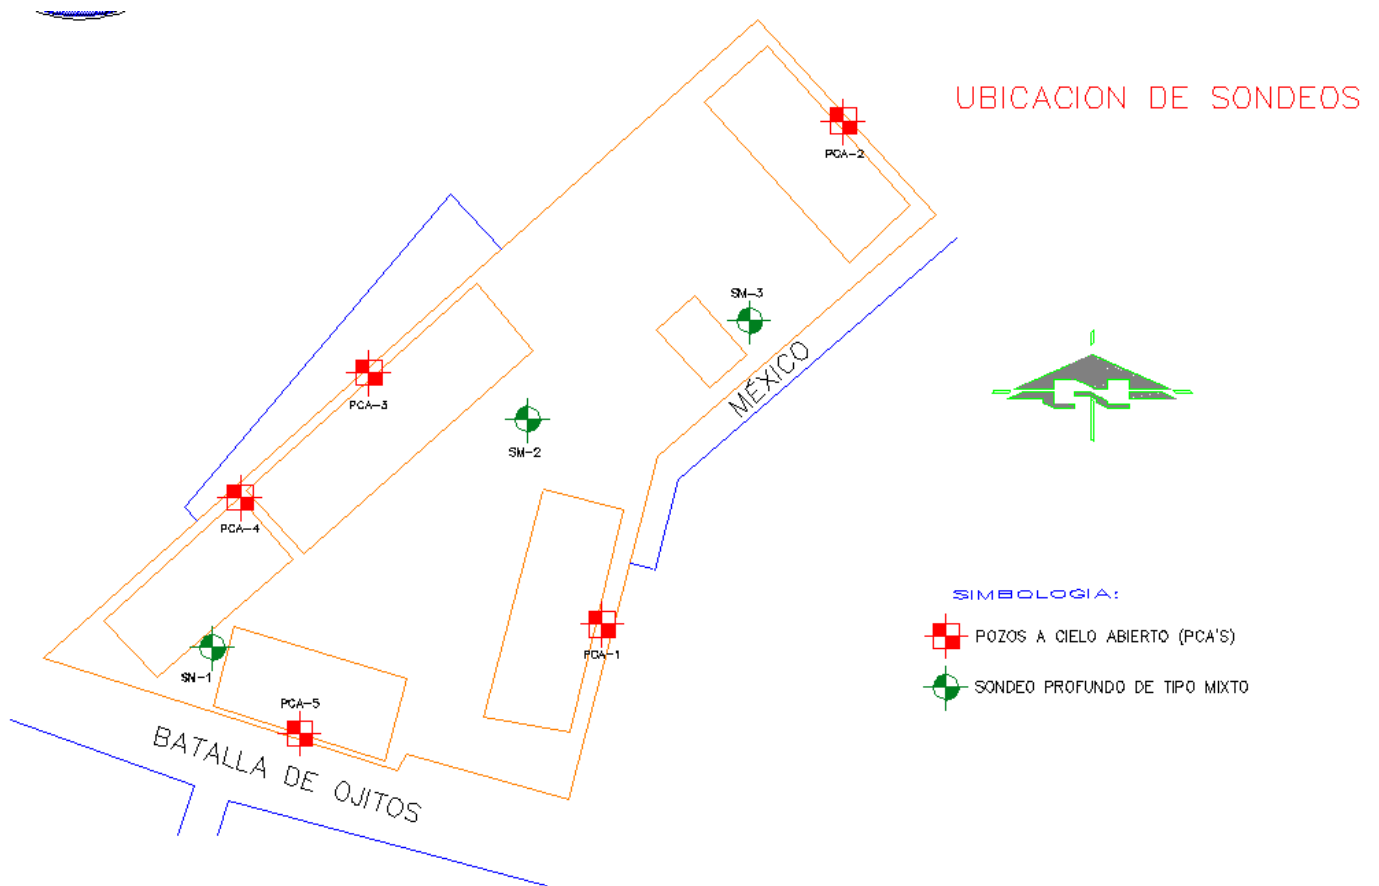 UBICACION DE SONDEOS
PCA-2
SM-3
MÉXICO
PCA-3
SM-2
PCA-4
PCA-1
SN-1
PCA-5
BATALLA DE OJITOS
SIMBOLOGIA:
POZOS A CIELO ABIERTO (PCA'S)
SONDEO PROFUNDO DE TIPO MIXTO